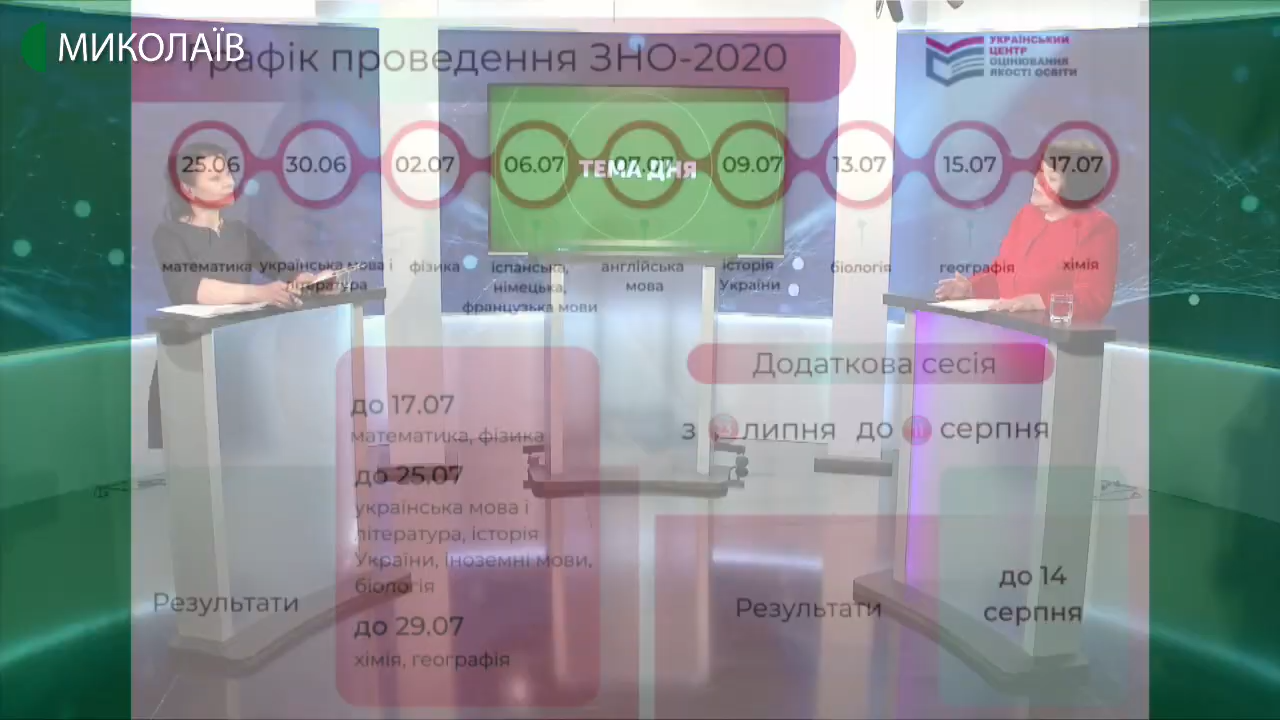 МИКОЛАЇВ
Графік проведення ЗНО-2020
УКРАЇНСЬКИЙ
ЦЕНТР
ОЦІНЮВАННЯ
ЯКОСТІ ОСВІТИ
25.06 30.06 02.07 06.07 09.07 13.07 15.07 17.07
ТЕМА ДНЯ
математика українська мова і фізика іспанська, англійська історія біологія географія хімія
література німецька, мова України
французька мови
Додаткова сесія
до 17.07
математика, фізика
з липня до серпня
до 25.07
українська мова і
література, історія
України, іноземні мови,
біологія
Результати
до 29.07
хімія, географія
Результати
до 14
серпня